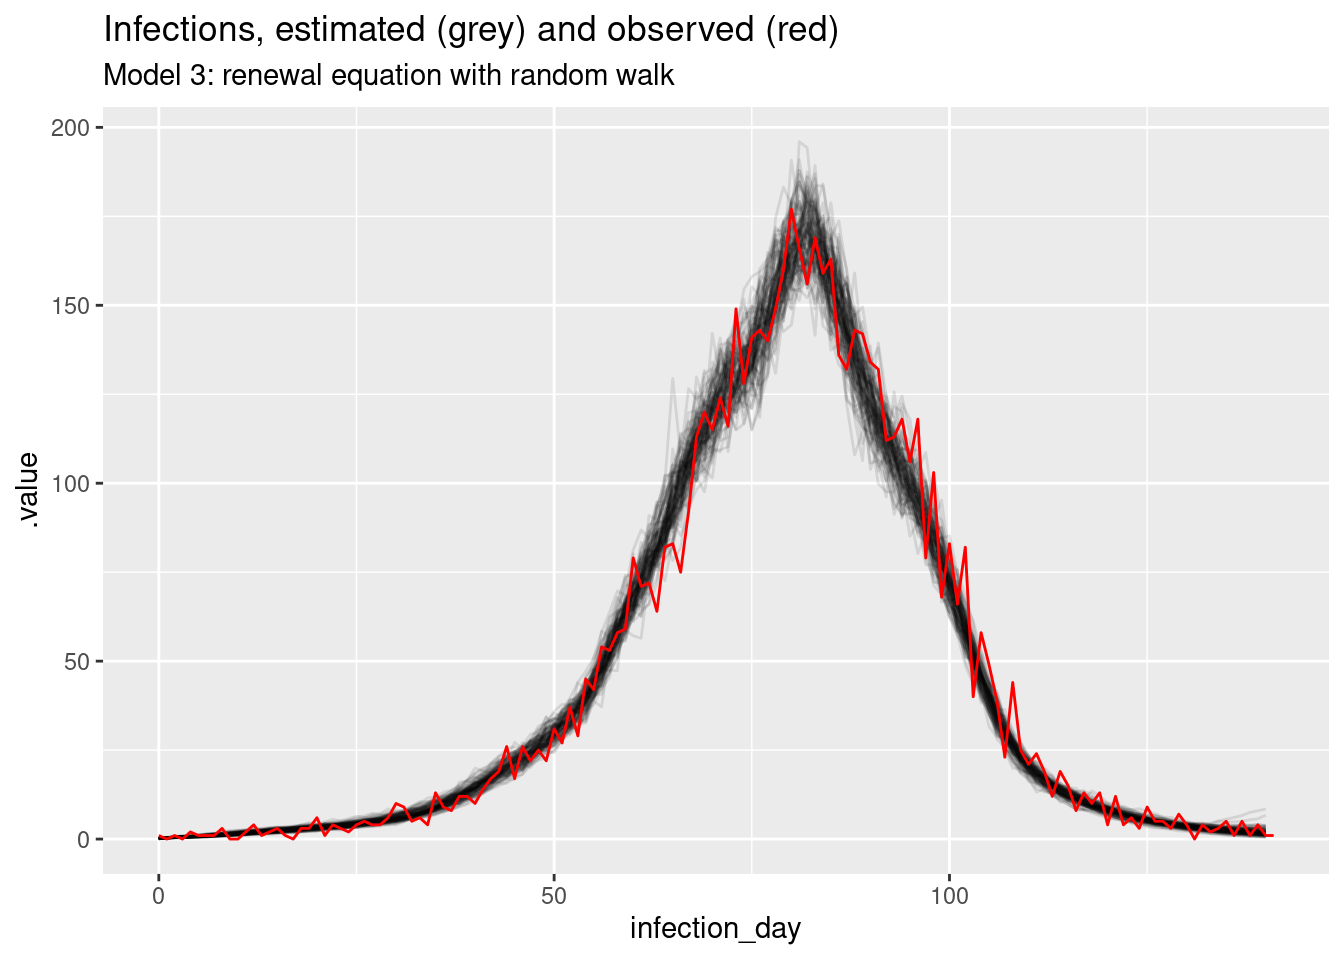 Infections, estimated (grey) and observed (red)
Model 3: renewal equation with random walk
200
150
100
50
0
.value
0 50 100
infection_day